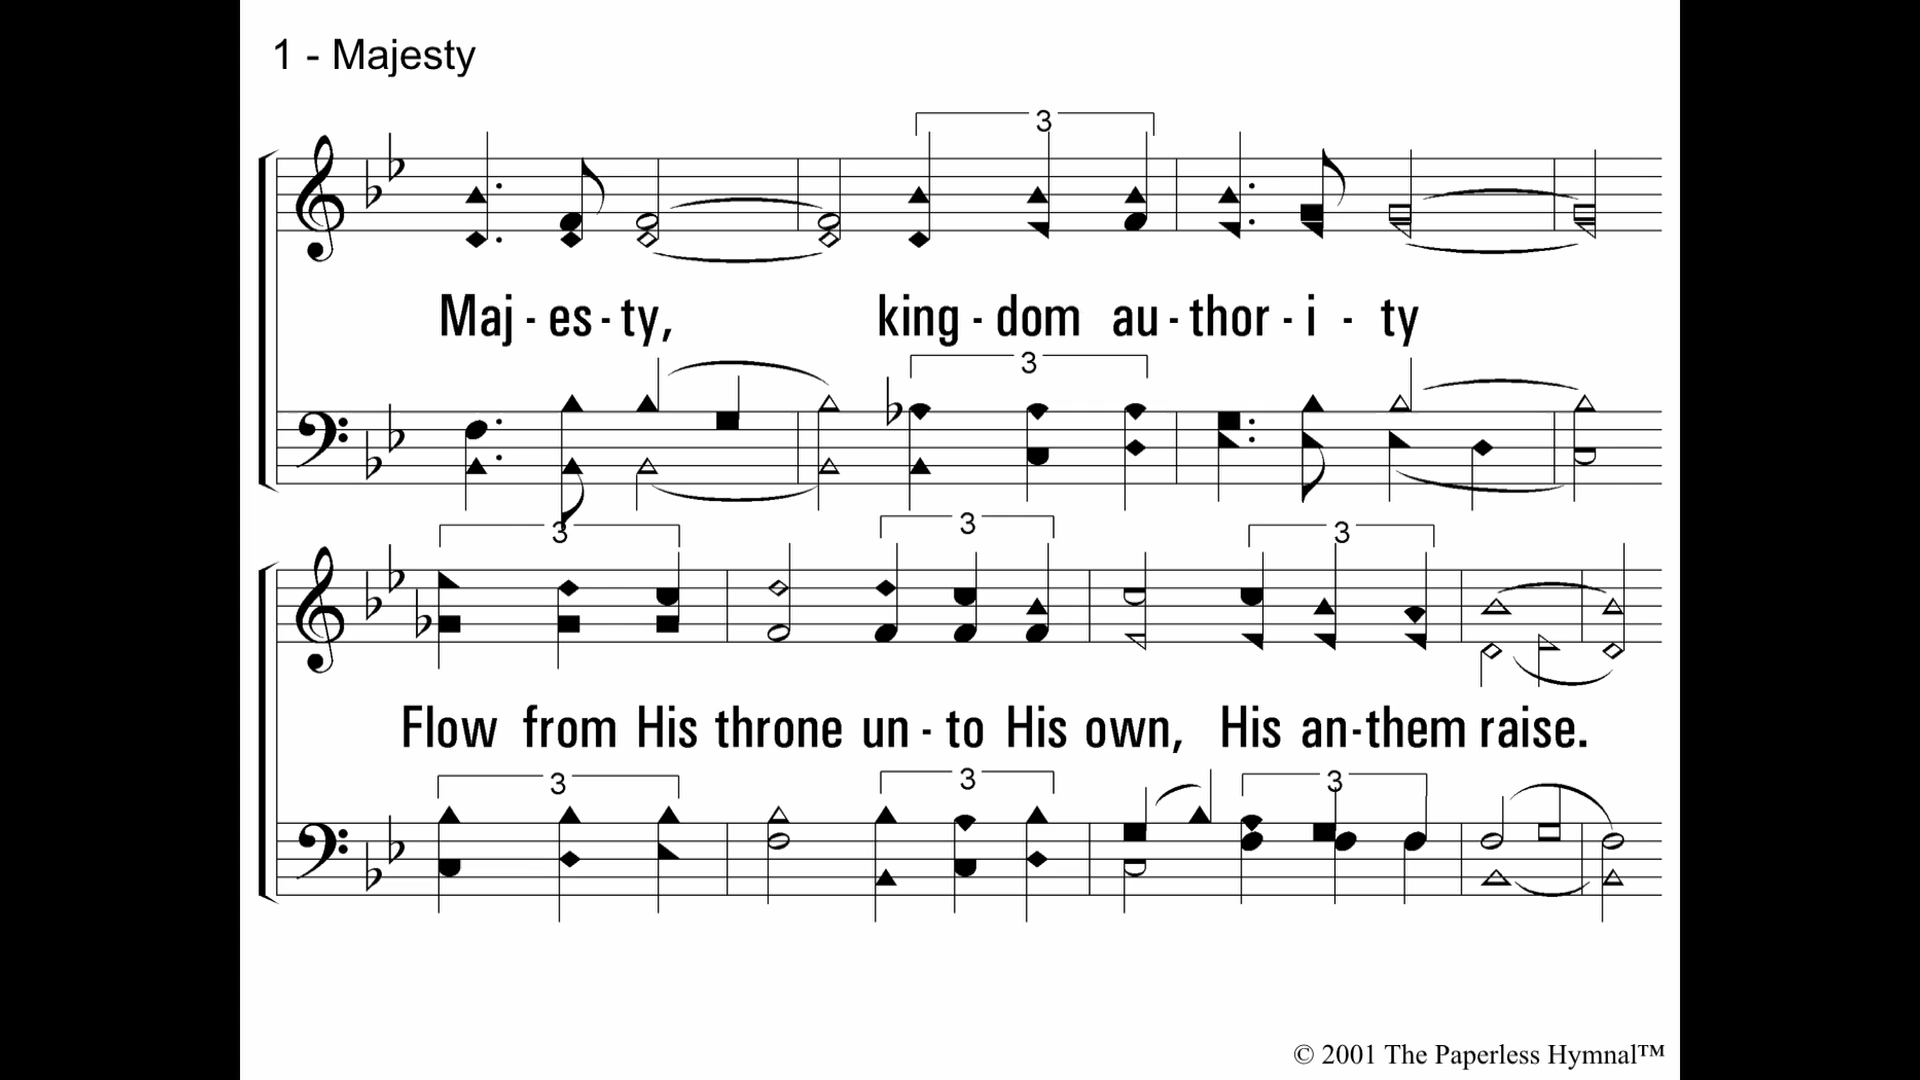 1 - Majesty
3
Maj - es - ty, king - dom au - thor - i - ty
3
3 3 3
Flow from His throne un - to His own, His an - them raise.
3 3 3
© 2001 The Paperless Hymnal™